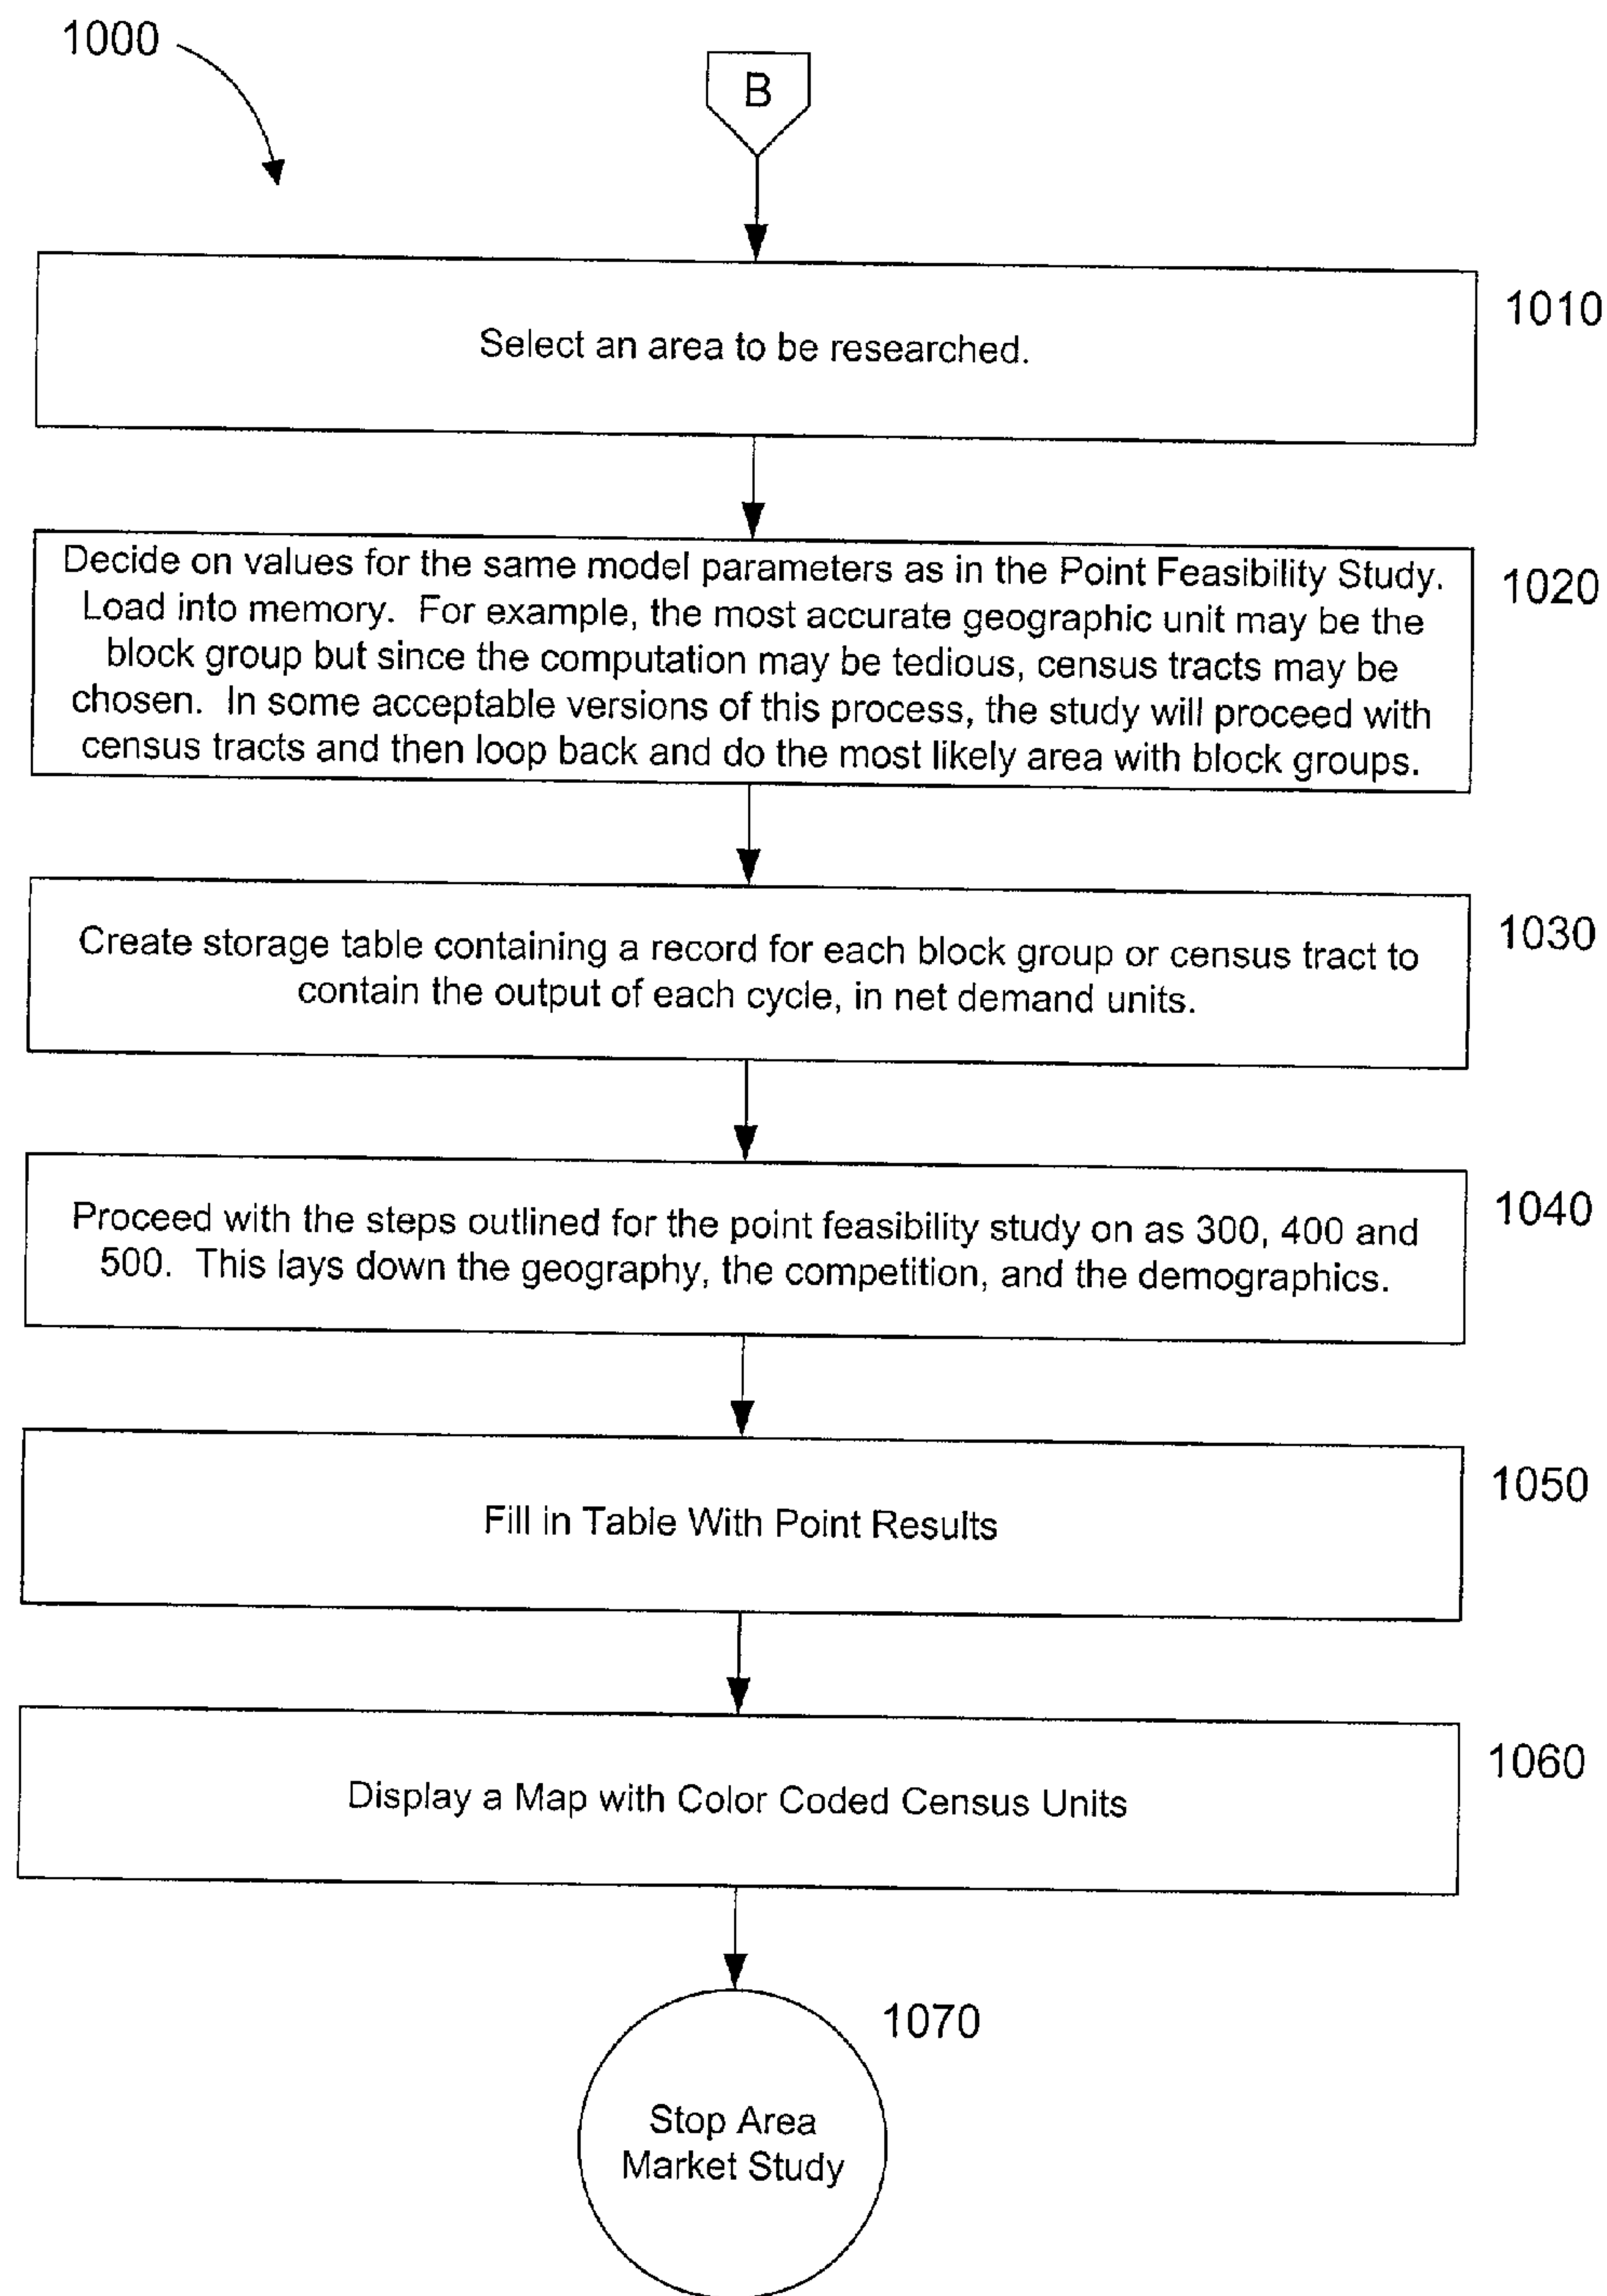 1000
B
Select an area to be researched.
1010
Decide on values for the same model parameters as in the Point Feasibility Study.
Load into memory. For example, the most accurate geographic unit may be the
block group but since the computation may be tedious, census tracts may be
chosen. In some acceptable versions of this process, the study will proceed with
census tracts and then loop back and do the most likely area with block groups.
1020
Create storage table containing a record for each block group or census tract to
contain the output of each cycle, in net demand units.
1030
Proceed with the steps outlined for the point feasibility study on as 300, 400 and
500. This lays down the geography, the competition, and the demographics.
1040
Fill in Table With Point Results
1050
Display a Map with Color Coded Census Units
1060
1070
Stop Area
Market Study